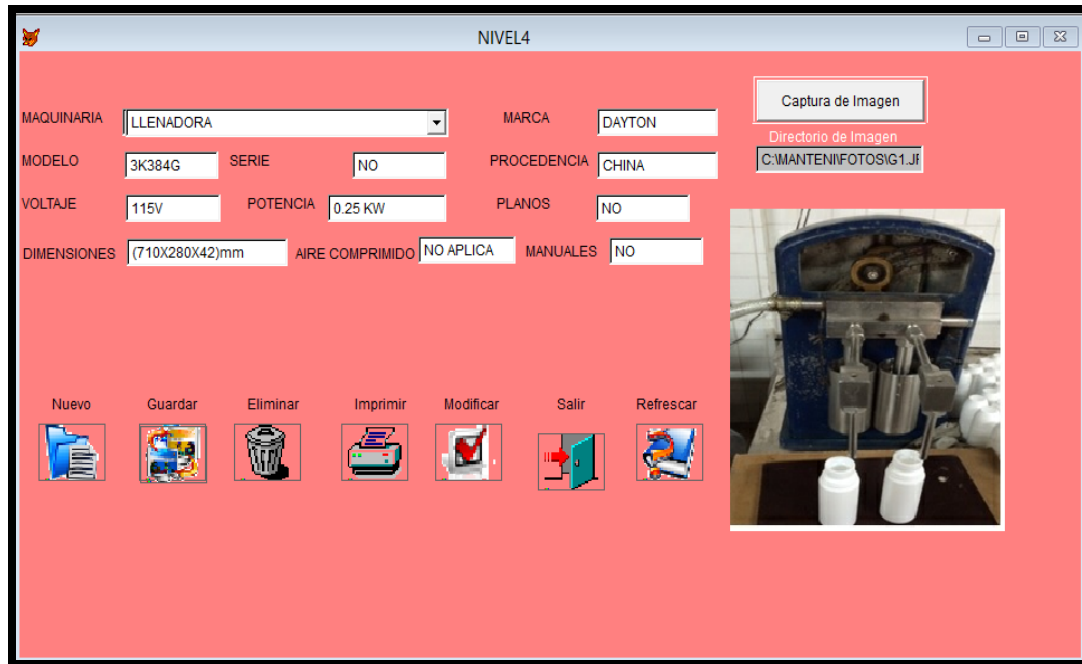 NIVEL4
Captura de Imagen
MAQUINARIA LLENADORA MARCA DAYTON
Directorio de Imagen
MODELO 3K384G SERIE NO PROCEDENCIA CHINA C:\MANTENI\FOTOS\G1.JF
VOLTAJE 115V POTENCIA 0.25 KW PLANOS NO
DIMENSIONES (710X280X42)mm AIRE COMPRIMIDO NO APLICA MANUALES NO
Nuevo Guardar Eliminar Imprimir Modificar Salir Refrescar